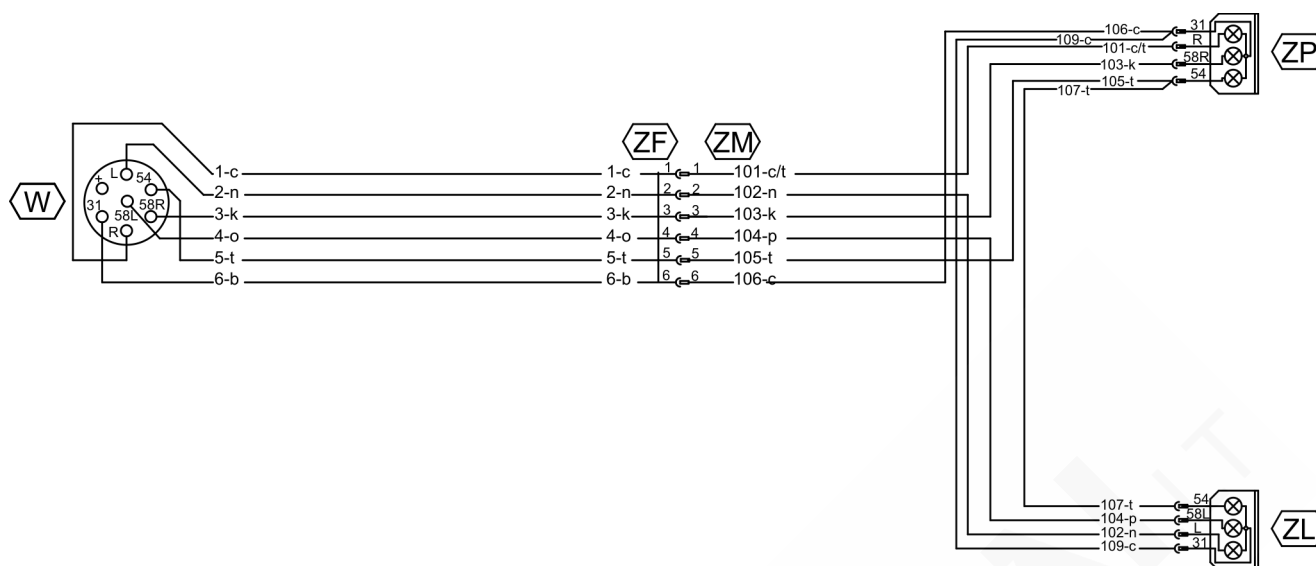 106-c 31
109-c
101-c/t R
103-k 58R
105-t 54
107-t
ZP
ZF ZM
W
L
54
+
31
58L
58R
R
1-c 1-c 1 1 101-c/t
2-n 2-n 2 2 102-n
3-k 3-k 3 3 103-k
4-o 4-o 4 4 104-p
5-t 5-t 5 5 105-t
6-b 6-b 6 6 106-c
107-t 54
104-p 58L
102-n L
109-c 31
ZL